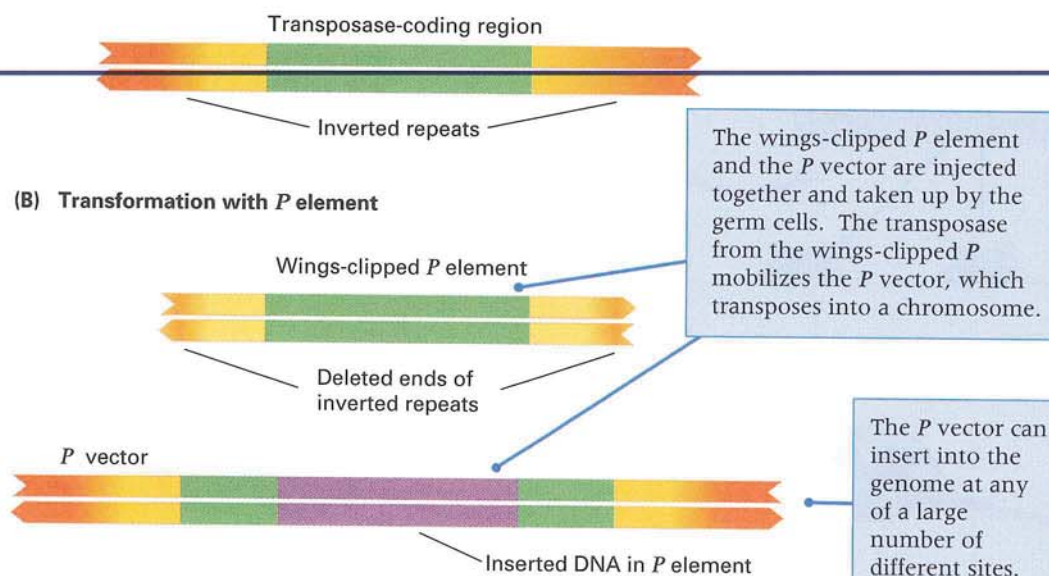 Transposase-coding region
Inverted repeats
The wings-clipped P element
and the P vector are injected
together and taken up by the
germ cells. The transposase
from the wings-clipped P
mobilizes the P vector, which
transposes into a chromosome.
(B) Transformation with P element
Wings-clipped P element
Deleted ends of
inverted repeats
P vector
Inserted DNA in P element
The P vector can
insert into the
genome at any
of a large
number of
different sites.